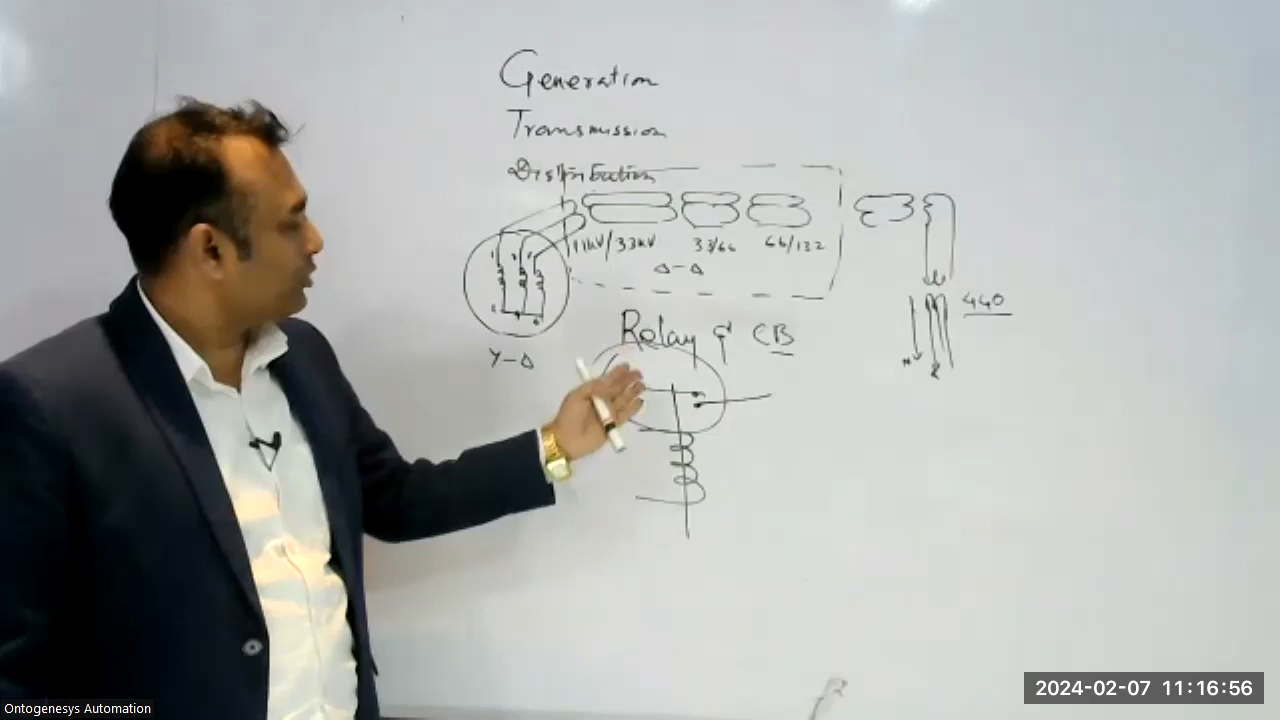 Generation
Transmission
Distribution
11kV/33kV 33/66 66/132
Δ-Δ
440
Relay & CB
Y-Δ
N
R
Ontogenesys Automation
2024-02-07 11:16:56